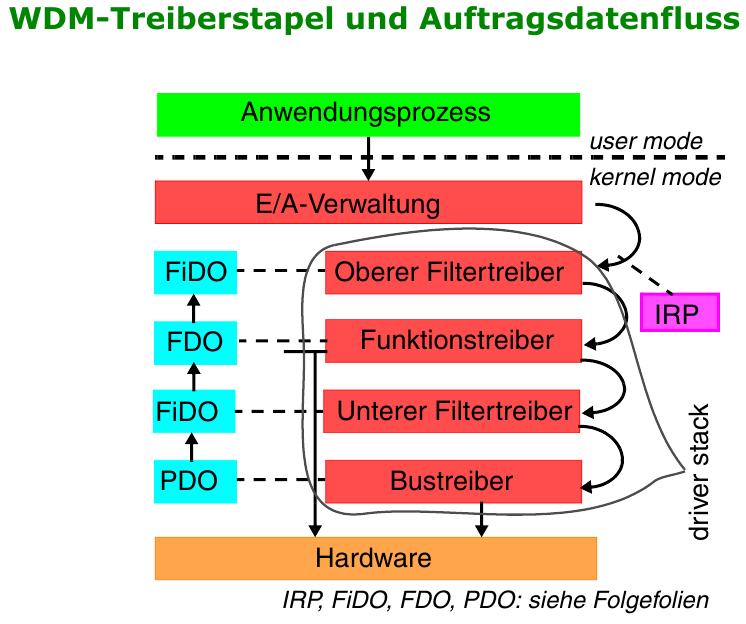 WDM-Treiberstapel und Auftragsdatenfluss
Anwendungsprozess
user mode
kernel mode
E/A-Verwaltung
FiDO
Oberer Filtertreiber
IRP
FDO
Funktionstreiber
FiDO
Unterer Filtertreiber
PDO
Bustreiber
driver stack
Hardware
IRP, FiDO, FDO, PDO: siehe Folgefolien